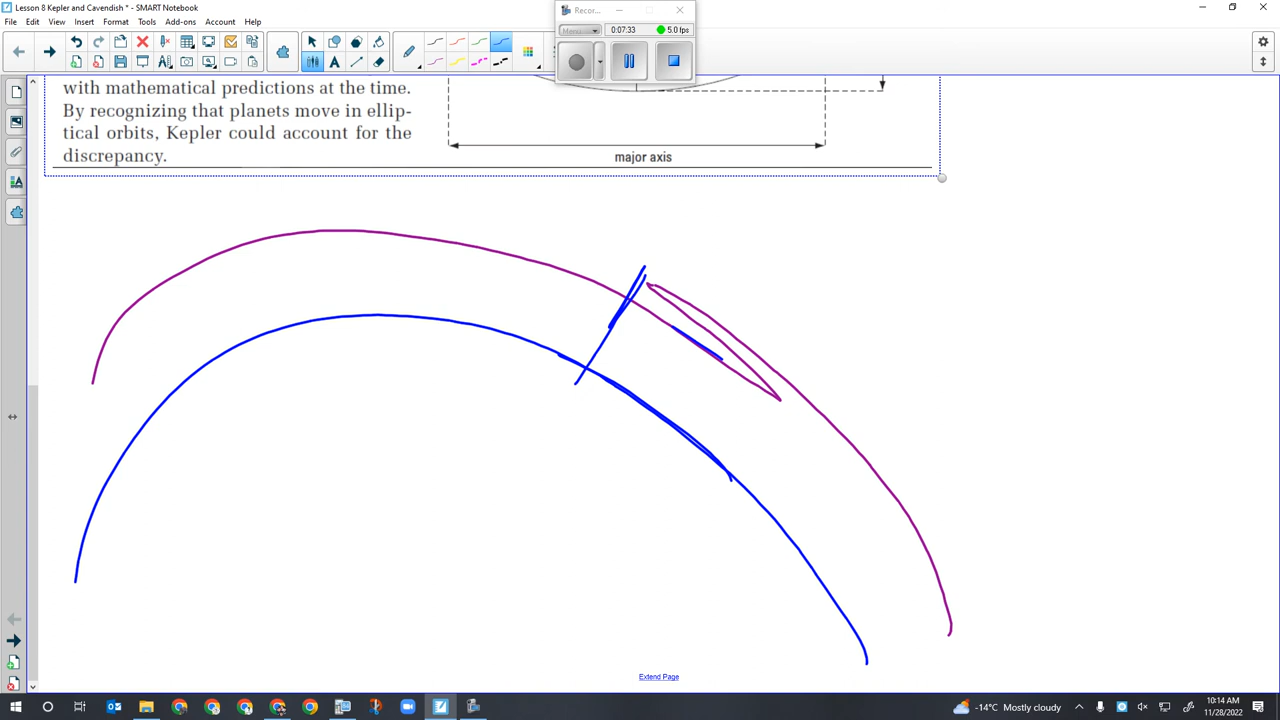 Lesson 8 Kepler and Cavendish * - SMART Notebook
Recor...
File Edit View Insert Format Tools Add-ons Account Help
Menu
0:07:33
5.0 fps
with mathematical predictions at the time.
By recognizing that planets move in ellip-
tical orbits, Kepler could account for the
discrepancy.
major axis
Extend Page
-14°C Mostly cloudy
10:14 AM
11/28/2022